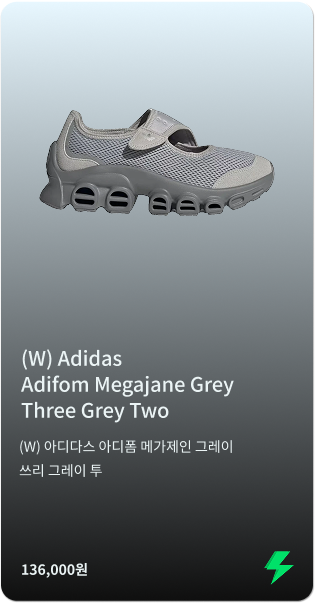 (W) Adidas
Adifom Megajane Grey
Three Grey Two
(W) 아디다스 아디폼 메가제인 그레이
쓰리 그레이 투
136,000원